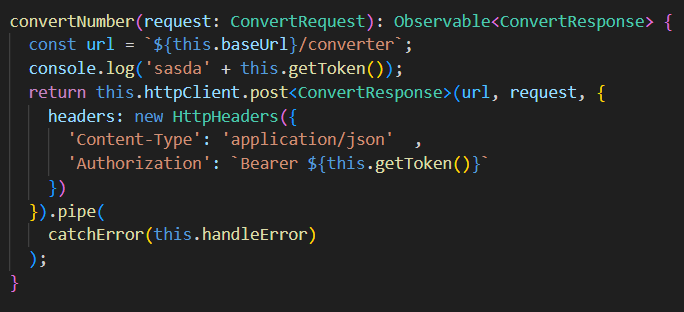 convertNumber(request: ConvertRequest): Observable<ConvertResponse> {
  const url = `${this.baseUrl}/converter`;
  console.log('sasda' + this.getToken());
  return this.httpClient.post<ConvertResponse>(url, request, {
    headers: new HttpHeaders({
      'Content-Type': 'application/json'  ,
      'Authorization': `Bearer ${this.getToken()}`
    })
  }).pipe(
    catchError(this.handleError)
  );
}